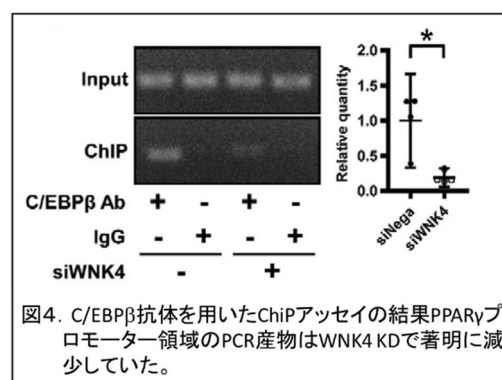 Input
ChIP
C/EBPβ Ab + - + -
IgG - + - +
siWNK4 - +
*
Relative quantity
2.0
1.5
1.0
0.5
0.0
siNega siWNK4
図4. C/EBPβ抗体を用いたChiPアッセイの結果PPARγプ
ロモーター領域のPCR産物はWNK4 KDで著明に減
少していた。